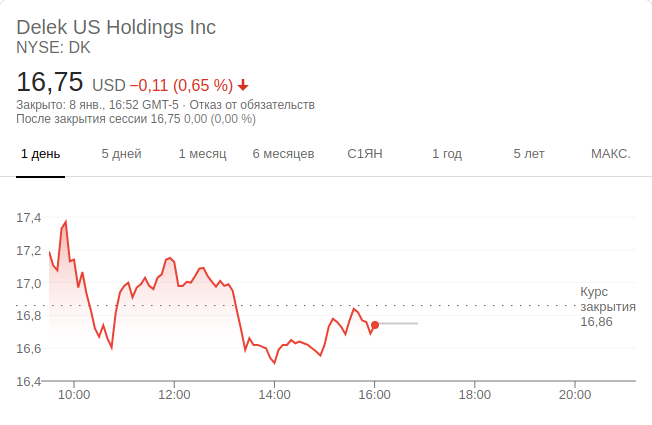 Delek US Holdings Inc
NYSE: DK
16,75 USD −0,11 (0,65 %)
Закрыто: 8 янв., 16:52 GMT-5 · Отказ от обязательств
После закрытия сессии 16,75 0,00 (0,00 %)
1 день 5 дней 1 месяц 6 месяцев С1ЯН 1 год 5 лет МАКС.
17,4
17,2
17,0
16,8
16,6
16,4
Курс
закрытия
16,86
10:00 12:00 14:00 16:00 18:00 20:00